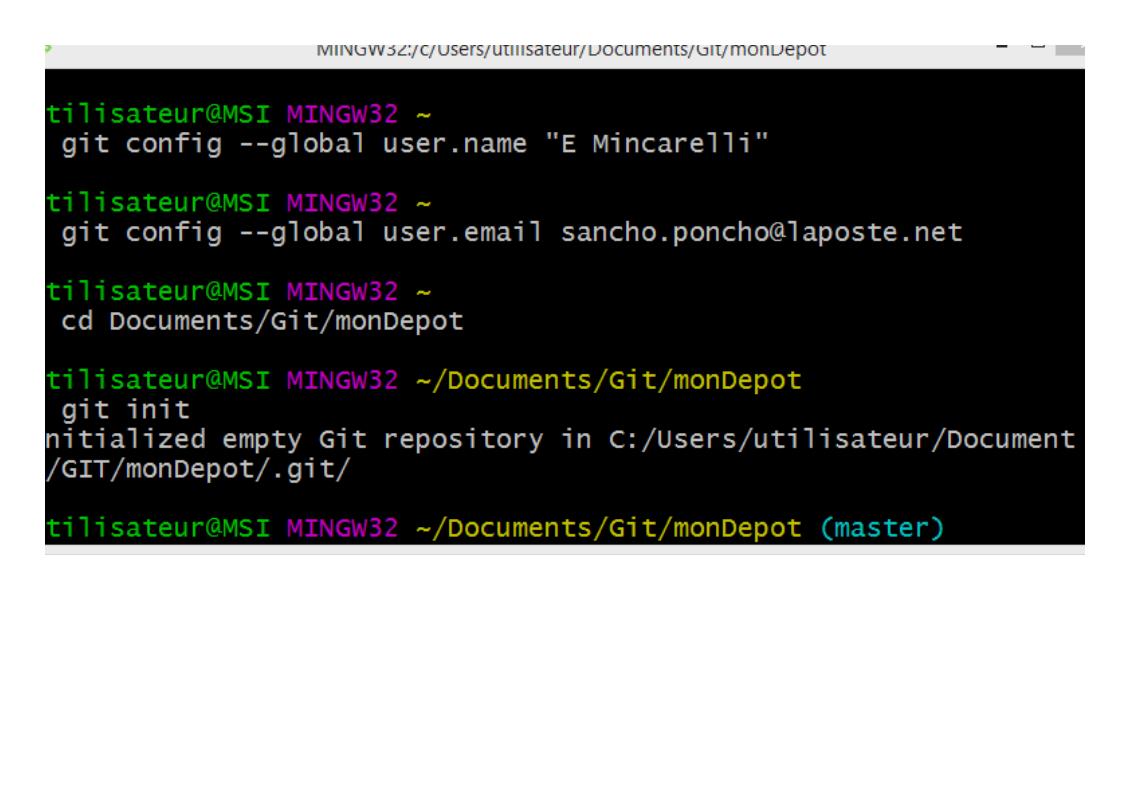 MINGW32:/c/Users/utilisateur/Documents/Git/monDepot
tilisateur@MSI MINGW32 ~
git config --global user.name "E Mincarelli"
tilisateur@MSI MINGW32 ~
git config --global user.email sancho.poncho@laposte.net
tilisateur@MSI MINGW32 ~
cd Documents/Git/monDepot
tilisateur@MSI MINGW32 ~/Documents/Git/monDepot
git init
nitialized empty Git repository in C:/Users/utilisateur/Document
/GIT/monDepot/.git/
tilisateur@MSI MINGW32 ~/Documents/Git/monDepot (master)